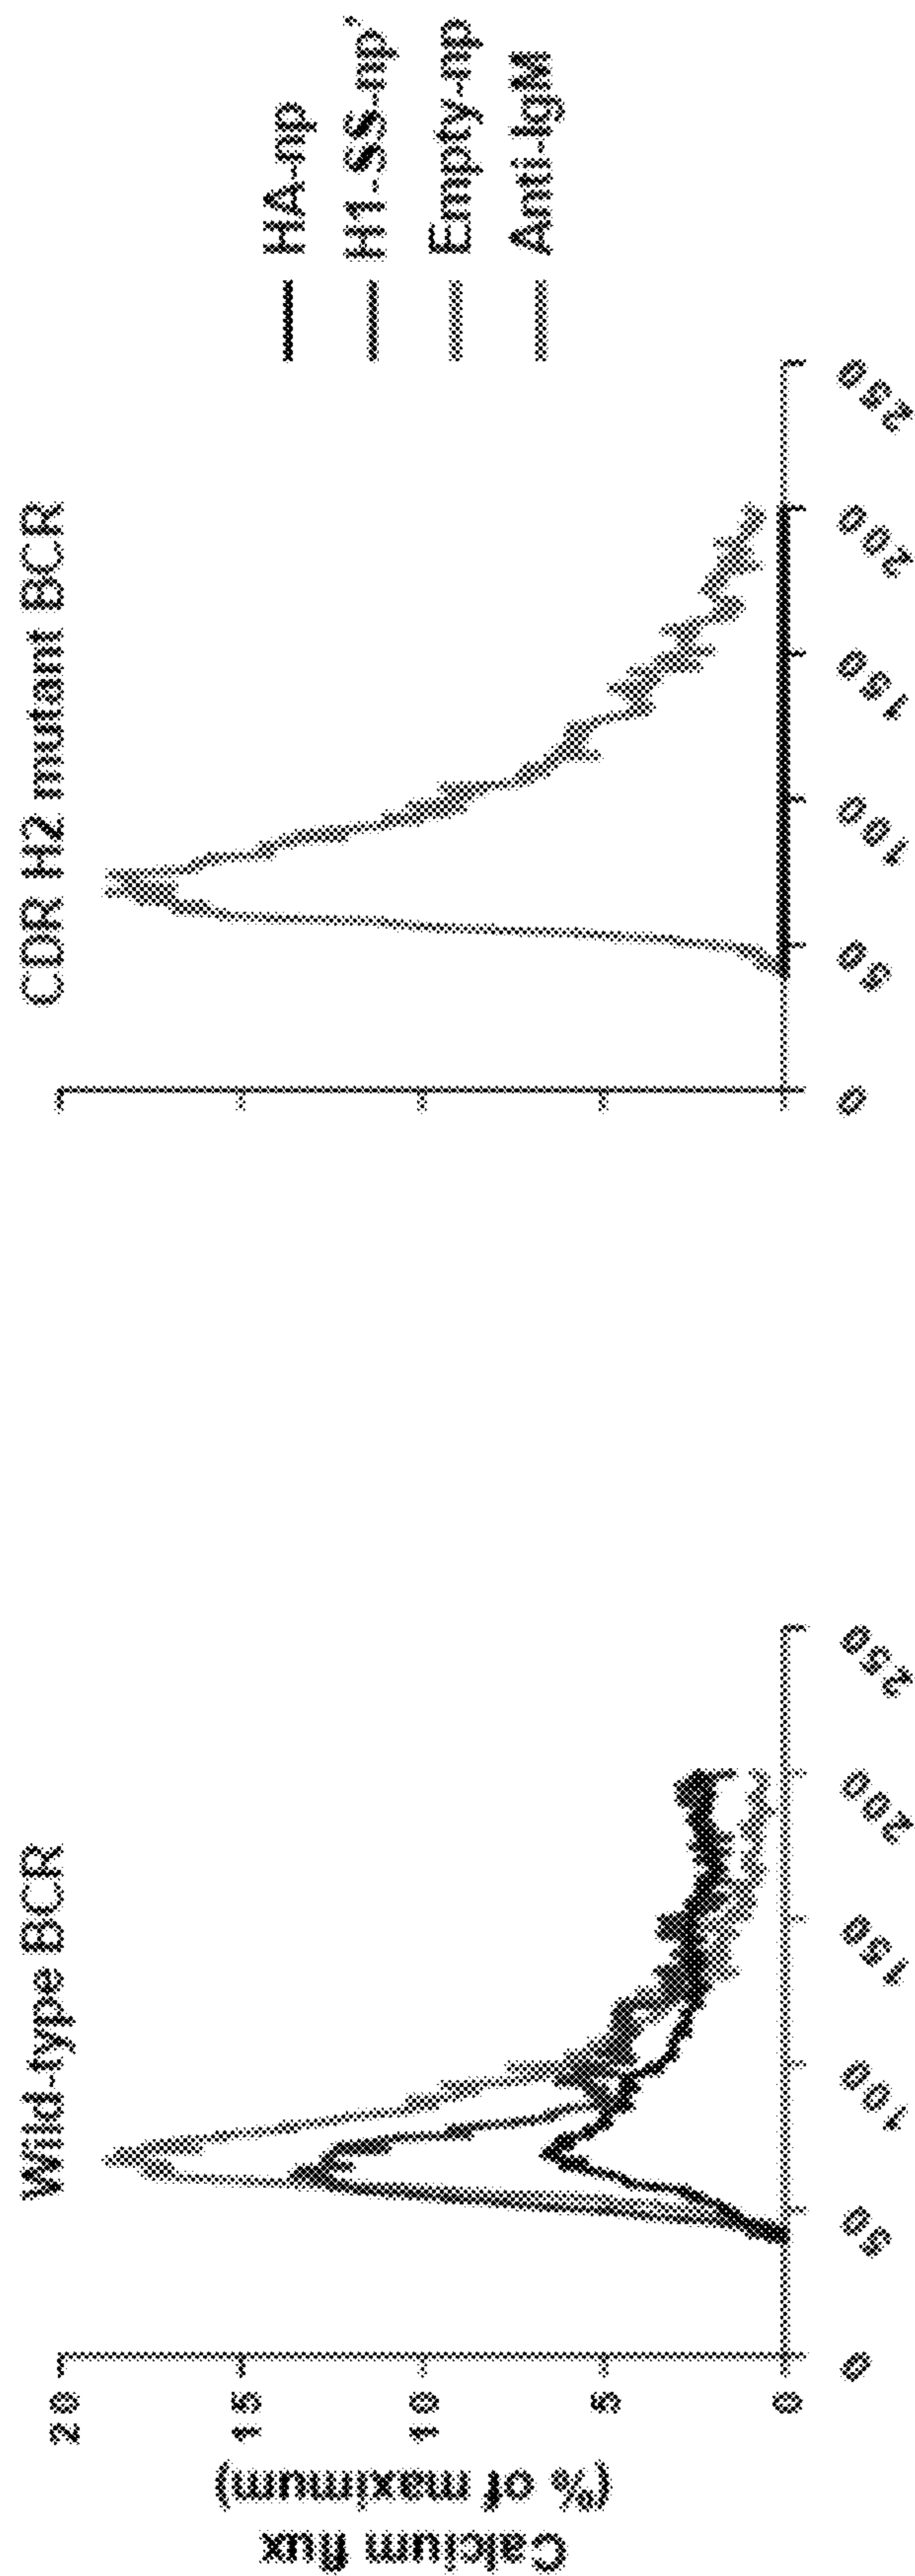 Wild-type BCR
Calcium flux
(% of maximum)
20
15
10
5
0
0
50
100
150
200
250
CDR H2 mutant BCR
0
50
100
150
200
250
HA-np
H1-SS-np'
Empty-np
Anti-IgM